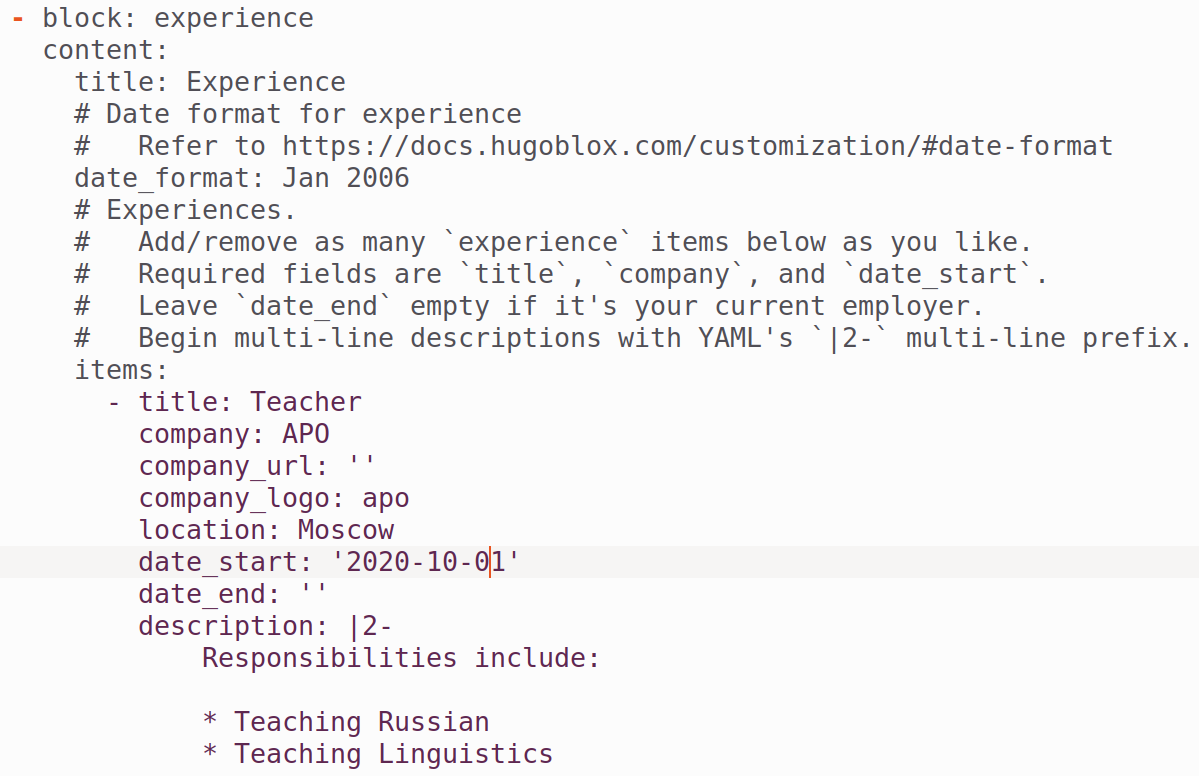 - block: experience
  content:
    title: Experience
    # Date format for experience
    #   Refer to https://docs.hugoblox.com/customization/#date-format
    date_format: Jan 2006
    # Experiences.
    #   Add/remove as many `experience` items below as you like.
    #   Required fields are `title`, `company`, and `date_start`.
    #   Leave `date_end` empty if it's your current employer.
    #   Begin multi-line descriptions with YAML's `|2-` multi-line prefix.
    items:
      - title: Teacher
        company: APO
        company_url: ''
        company_logo: apo
        location: Moscow
        date_start: '2020-10-01'
        date_end: ''
        description: |2-
            Responsibilities include:

            * Teaching Russian
            * Teaching Linguistics